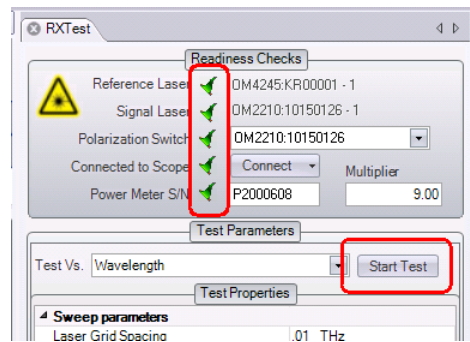 RXTest
Readiness Checks
Reference Laser OM4245:KR00001 - 1
Signal Laser OM2210:10150126 - 1
Polarization Switch OM2210:10150126
Connected to Scope Connect Multiplier
Power Meter S/N P2000608 9.00
Test Parameters
Test Vs. Wavelength Start Test
Test Properties
Sweep parameters
Laser Grid Spacing .01 THz